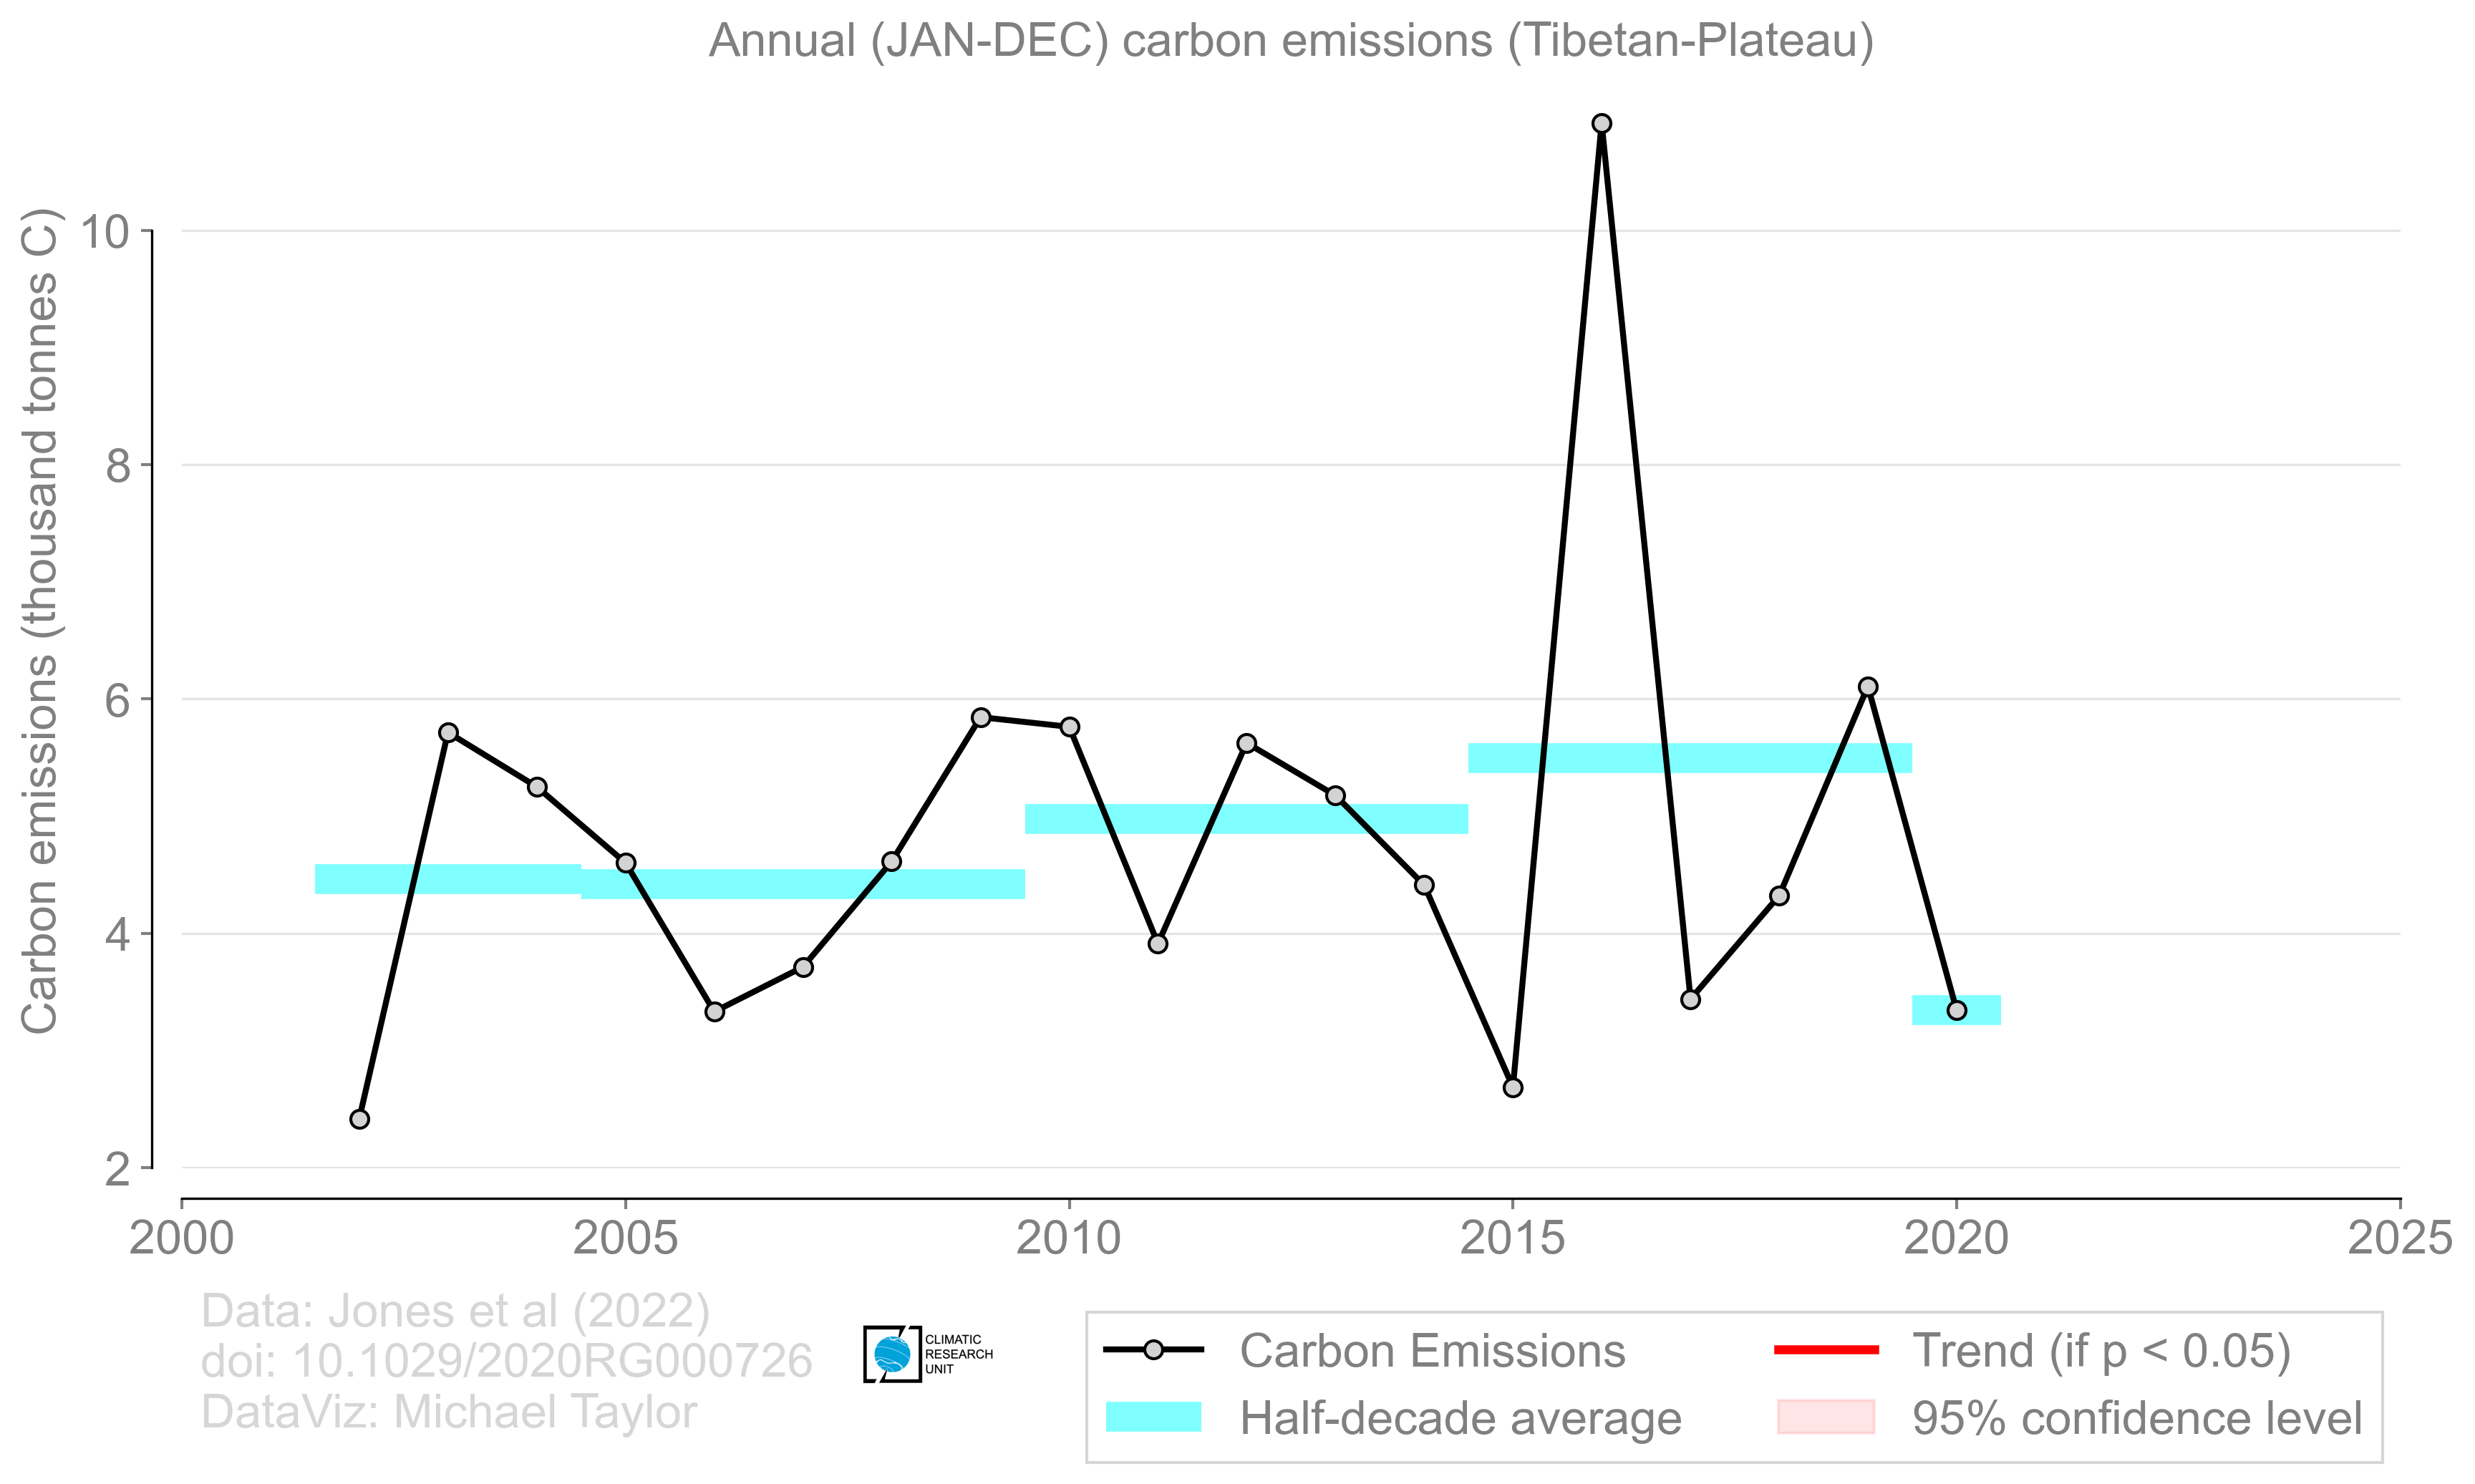 Annual (JAN-DEC) carbon emissions (Tibetan-Plateau)
Carbon emissions (thousand tonnes C)
10
8
6
4
2
2000
2005
2010
2015
2020
2025
Data: Jones et al (2022)
doi: 10.1029/2020RG000726
DataViz: Michael Taylor
CLIMATIC
RESEARCH
UNIT
Carbon Emissions
Half-decade average
Trend (if p < 0.05)
95% confidence level